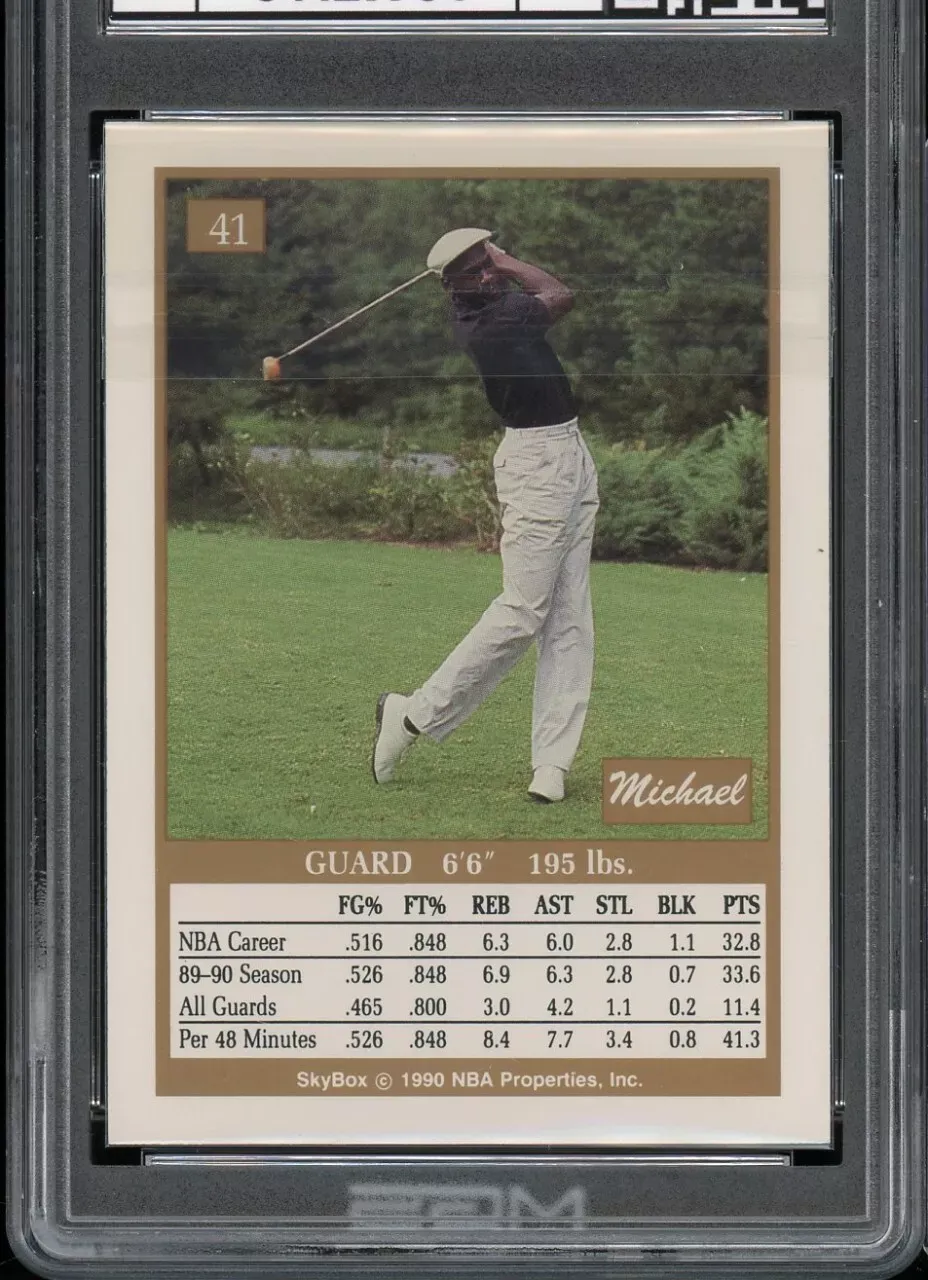 41
Michael
GUARD 6'6" 195 lbs.
FG% FT% REB AST STL BLK PTS
NBA Career .516 .848 6.3 6.0 2.8 1.1 32.8
89–90 Season .526 .848 6.9 6.3 2.8 0.7 33.6
All Guards .465 .800 3.0 4.2 1.1 0.2 11.4
Per 48 Minutes .526 .848 8.4 7.7 3.4 0.8 41.3
SkyBox © 1990 NBA Properties, Inc.